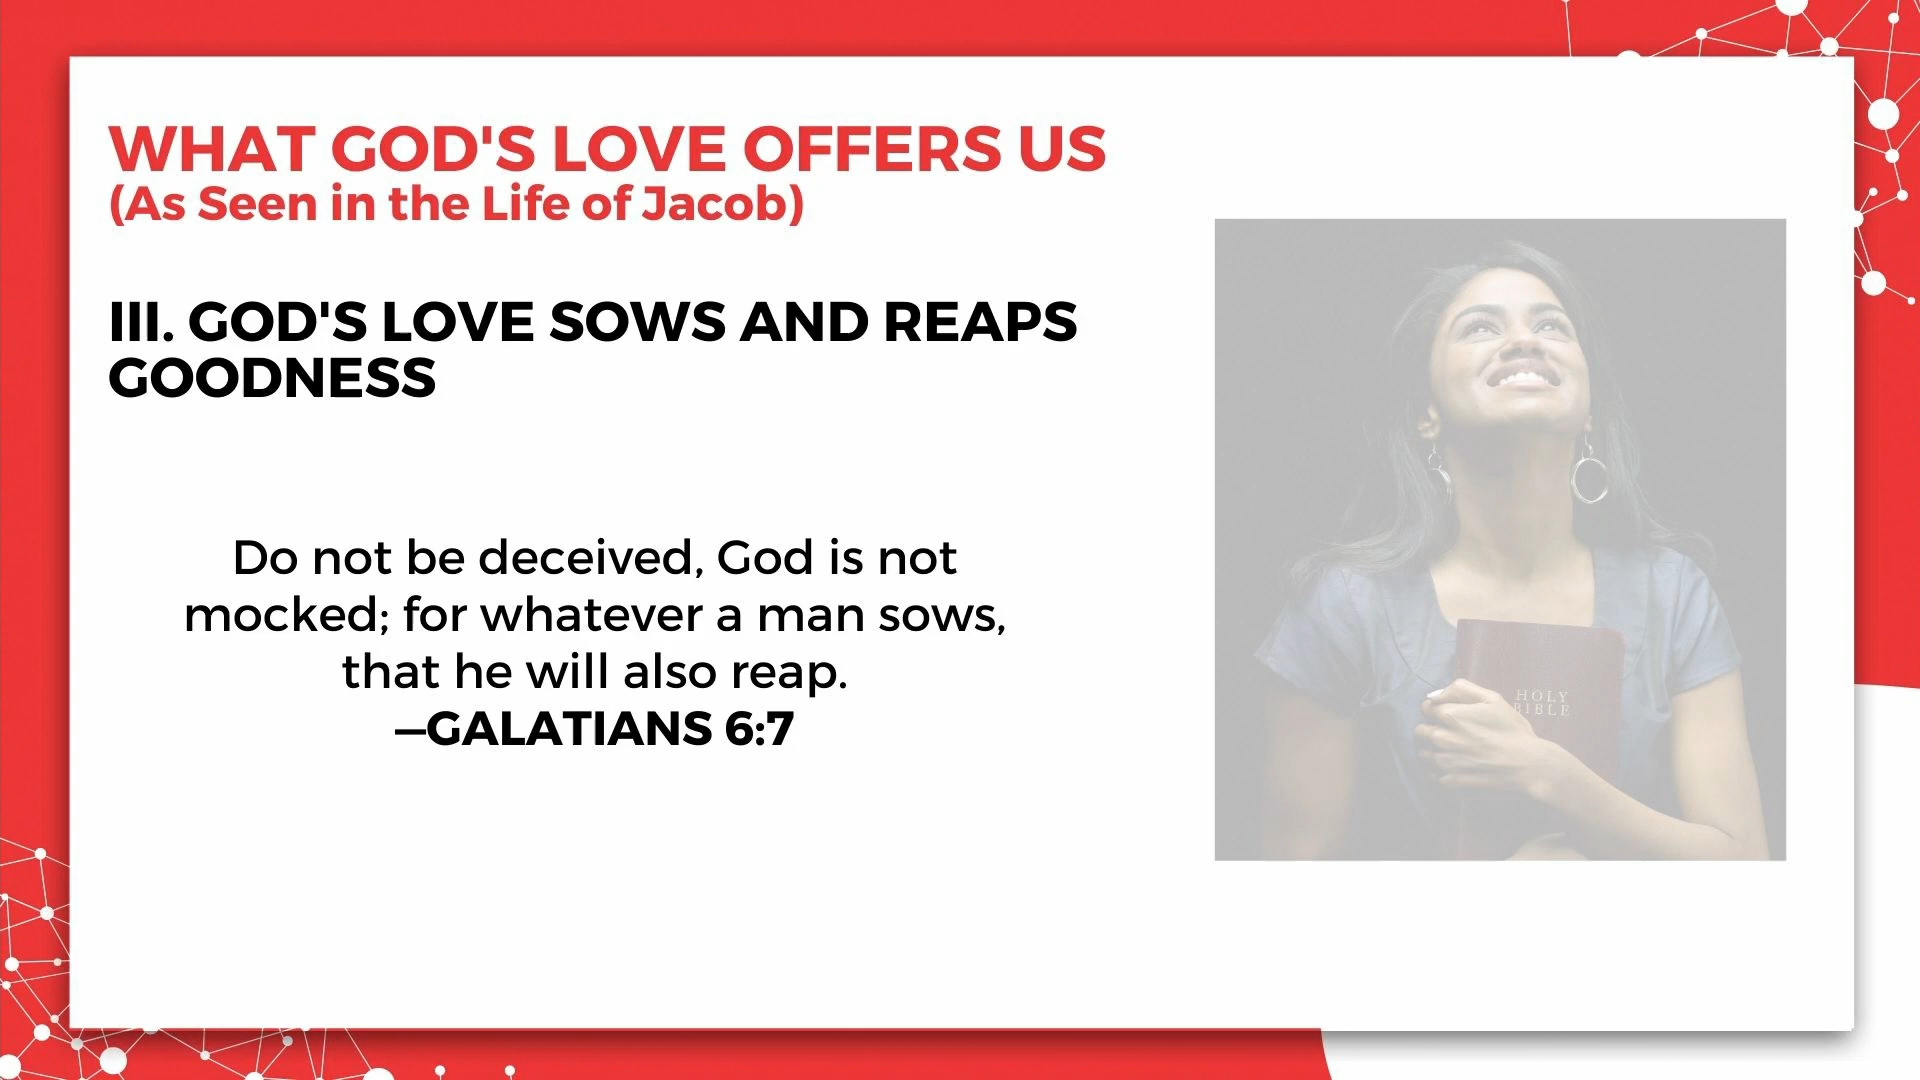 WHAT GOD'S LOVE OFFERS US
(As Seen in the Life of Jacob)
III. GOD'S LOVE SOWS AND REAPS
GOODNESS
Do not be deceived, God is not
mocked; for whatever a man sows,
that he will also reap.
—GALATIANS 6:7
HOLY
BIBLE